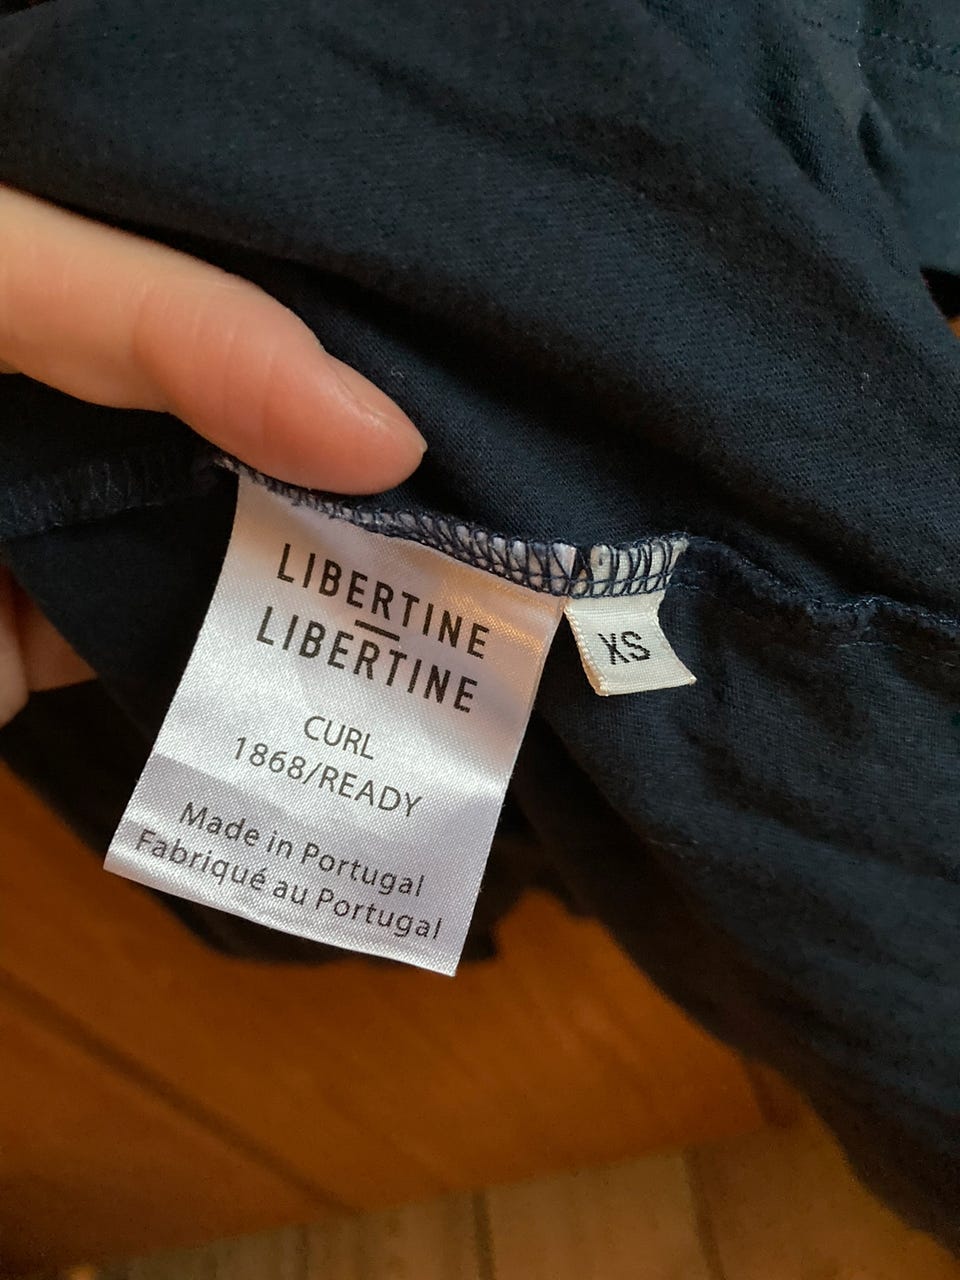 LIBERTINE
LIBERTINE
CURL
1868/READY
Made in Portugal
Fabriqué au Portugal
XS